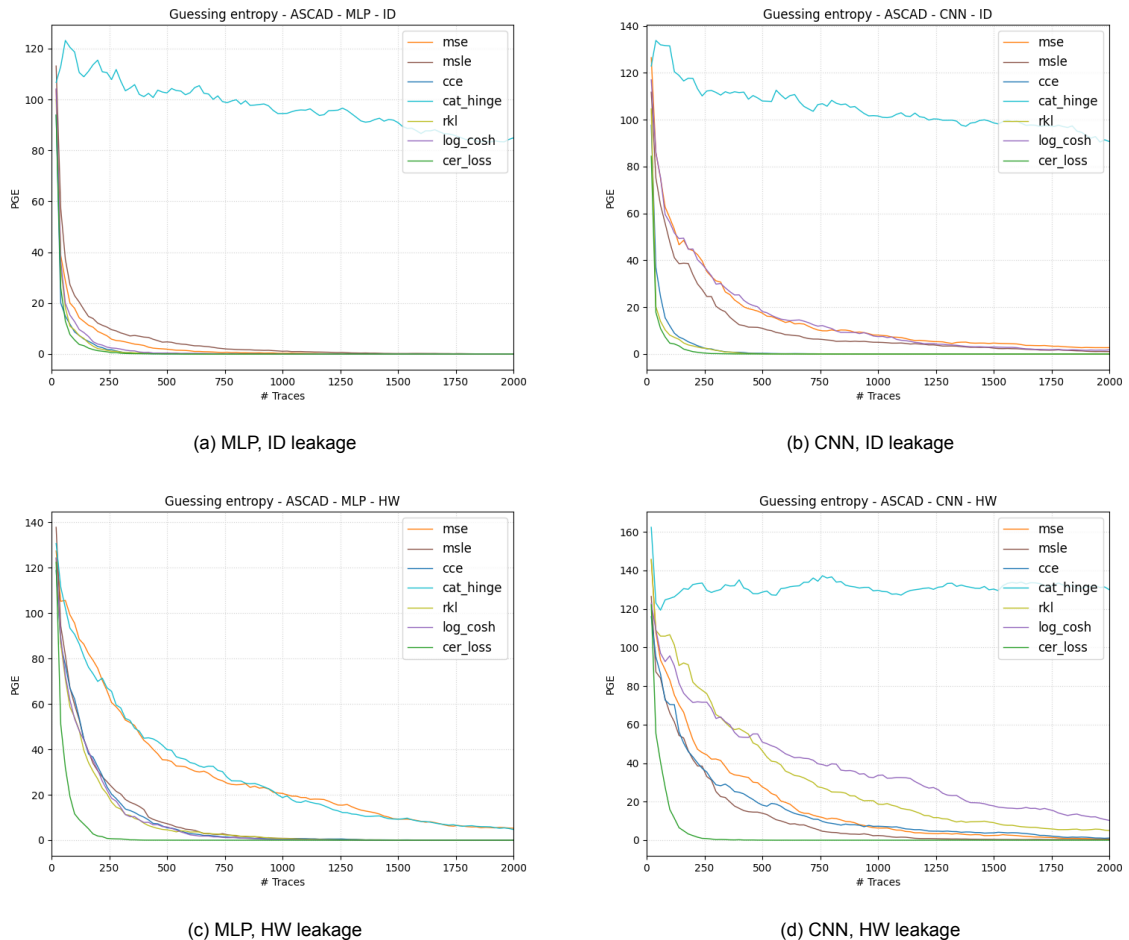 Guessing entropy - ASCAD - MLP - ID
PGE
120
100
80
60
40
20
0
mse
msle
cce
cat_hinge
rkl
log_cosh
cer_loss
0 250 500 750 1000 1250 1500 1750 2000
# Traces
(a) MLP, ID leakage
Guessing entropy - ASCAD - CNN - ID
PGE
140
120
100
80
60
40
20
0
mse
msle
cce
cat_hinge
rkl
log_cosh
cer_loss
0 250 500 750 1000 1250 1500 1750 2000
# Traces
(b) CNN, ID leakage
Guessing entropy - ASCAD - MLP - HW
PGE
140
120
100
80
60
40
20
0
mse
msle
cce
cat_hinge
rkl
log_cosh
cer_loss
0 250 500 750 1000 1250 1500 1750 2000
# Traces
(c) MLP, HW leakage
Guessing entropy - ASCAD - CNN - HW
PGE
160
140
120
100
80
60
40
20
0
mse
msle
cce
cat_hinge
rkl
log_cosh
cer_loss
0 250 500 750 1000 1250 1500 1750 2000
# Traces
(d) CNN, HW leakage